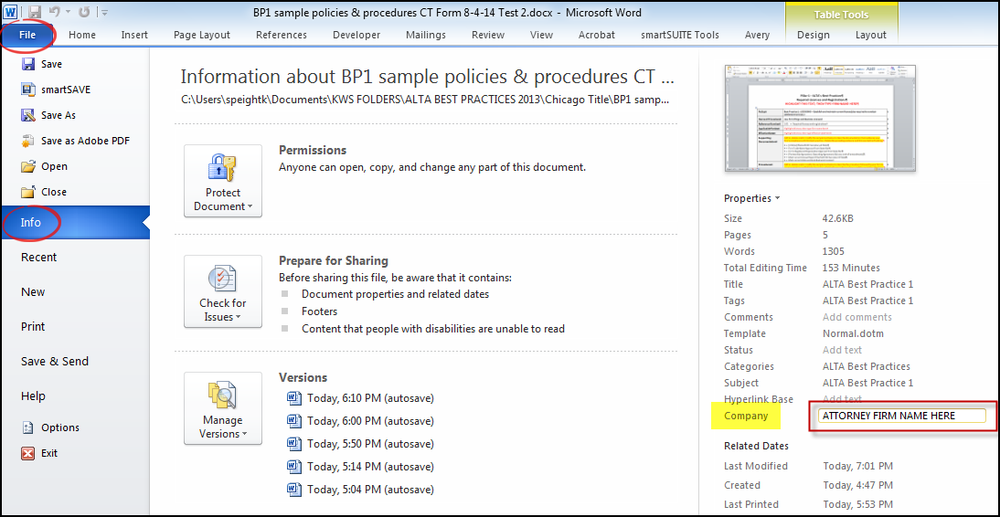 BP1 sample policies & procedures CT Form 8-4-14 Test 2.docx - Microsoft Word
Table Tools
File Home Insert Page Layout References Developer Mailings Review View Acrobat smartSUITE Tools Avery Design Layout
Save
smartSAVE
Save As
Save as Adobe PDF
Open
Close
Info
Recent
New
Print
Save & Send
Help
Options
Exit
Information about BP1 sample policies & procedures CT ...
C:\Users\speightk\Documents\KWS FOLDERS\ALTA BEST PRACTICES 2013\Chicago Title\BP1 samp...
Protect
Document
Permissions
Anyone can open, copy, and change any part of this document.
Check for
Issues
Prepare for Sharing
Before sharing this file, be aware that it contains:
Document properties and related dates
Footers
Content that people with disabilities are unable to read
Manage
Versions
Versions
Today, 6:10 PM (autosave)
Today, 6:00 PM (autosave)
Today, 5:50 PM (autosave)
Today, 5:14 PM (autosave)
Today, 5:04 PM (autosave)
Properties
Size 42.6KB
Pages 5
Words 1305
Total Editing Time 153 Minutes
Title ALTA Best Practice 1
Tags ALTA Best Practice 1
Comments Add comments
Template Normal.dotm
Status Add text
Categories ALTA Best Practices
Subject ALTA Best Practice 1
Hyperlink Base Add text
Company ATTORNEY FIRM NAME HERE
Related Dates
Last Modified Today, 7:01 PM
Created Today, 4:47 PM
Last Printed Today, 5:53 PM